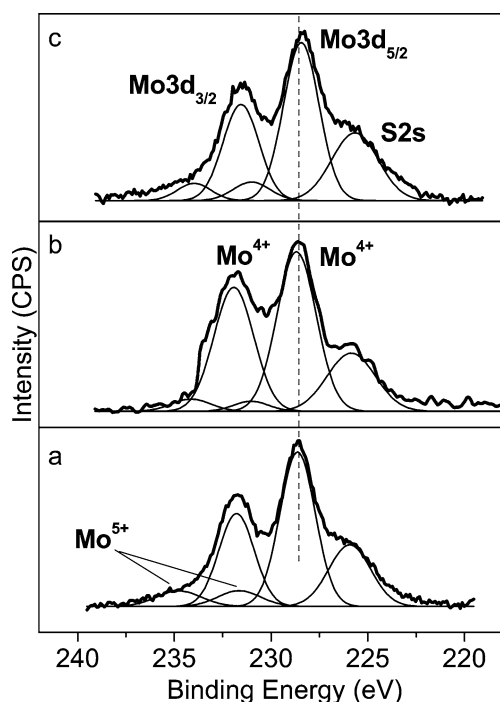 c
Mo3d5/2
Mo3d3/2
S2s
b
Mo4+
Mo4+
a
Mo5+
Intensity (CPS)
240 235 230 225 220
Binding Energy (eV)